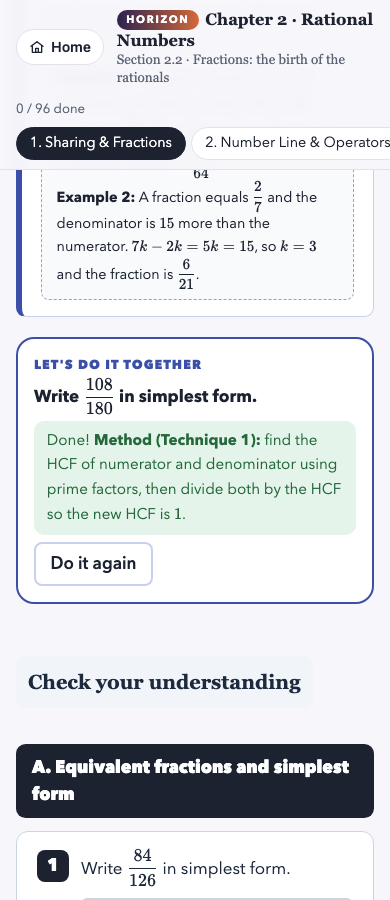 Home
HORIZON Chapter 2 · Rational
Numbers
Section 2.2 · Fractions: the birth of the
rationals
0 / 96 done
1. Sharing & Fractions
2. Number Line & Operators
64
Example 2: A fraction equals 2/7 and the
denominator is 15 more than the
numerator. 7k − 2k = 5k = 15, so k = 3
and the fraction is 6/21.
LET'S DO IT TOGETHER
Write 108/180 in simplest form.
Done! Method (Technique 1): find the
HCF of numerator and denominator using
prime factors, then divide both by the HCF
so the new HCF is 1.
Do it again
Check your understanding
A. Equivalent fractions and simplest
form
1 Write 84/126 in simplest form.